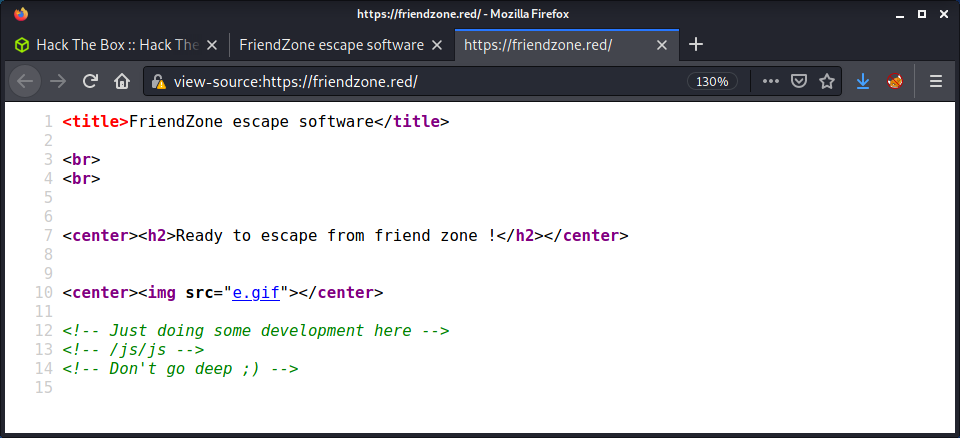 https://friendzone.red/ - Mozilla Firefox
Hack The Box :: Hack The
FriendZone escape software
https://friendzone.red/
view-source:https://friendzone.red/
130%
1 <title>FriendZone escape software</title>
2
3 <br>
4 <br>
5
6
7 <center><h2>Ready to escape from friend zone !</h2></center>
8
9
10 <center><img src="e.gif"></center>
11
12 <!-- Just doing some development here -->
13 <!-- /js/js -->
14 <!-- Don't go deep ;) -->
15